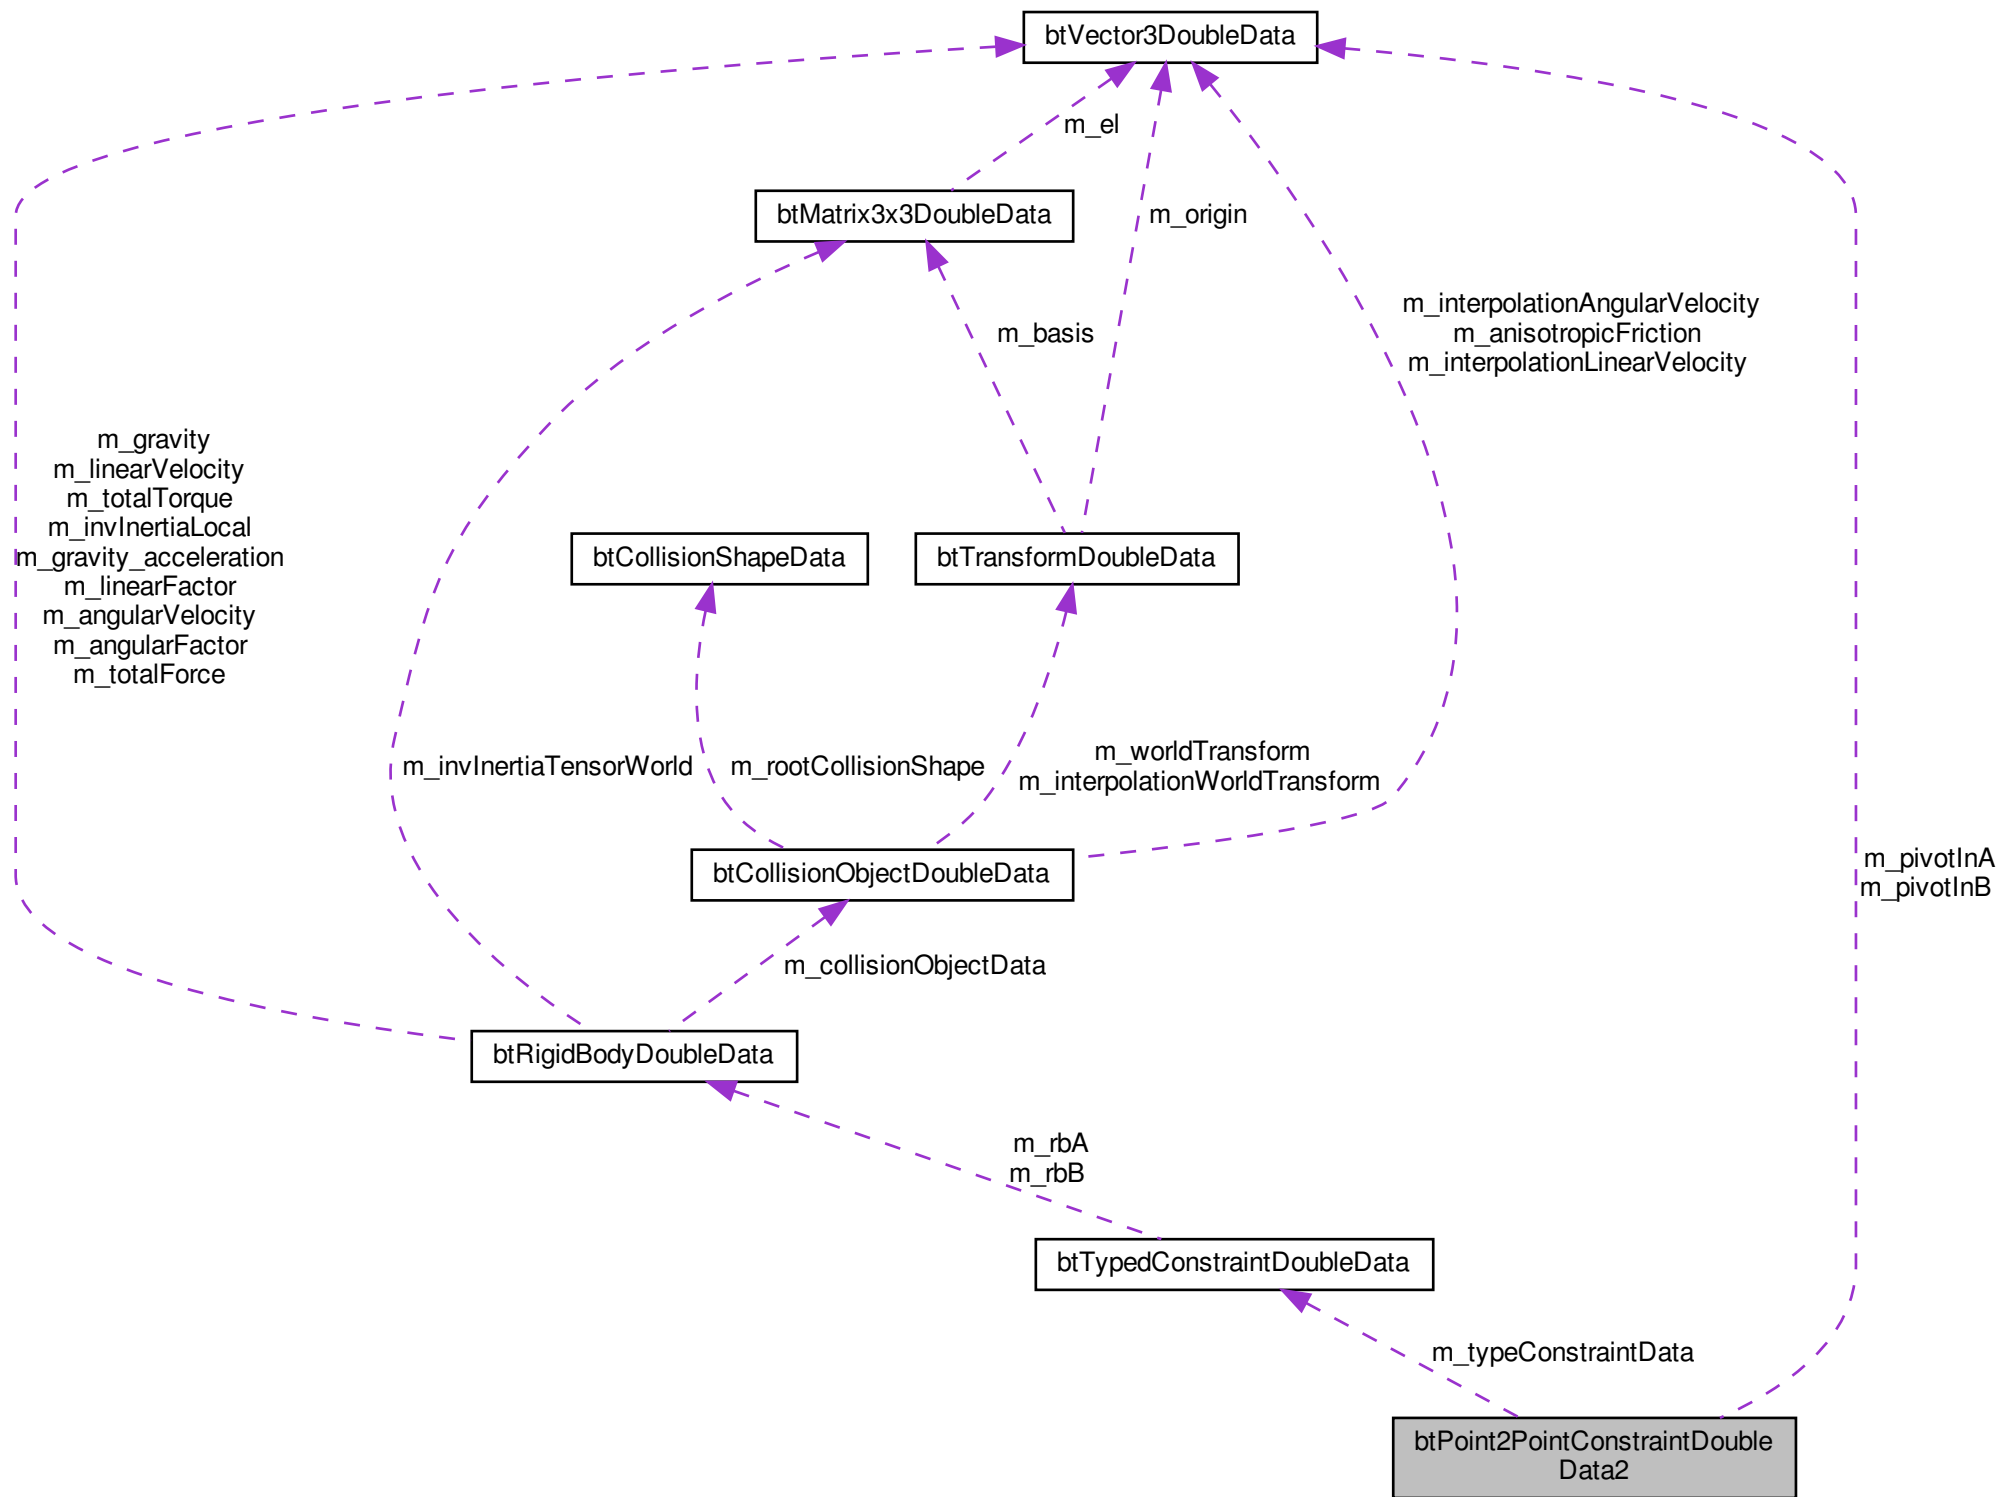 btVector3DoubleData
m_el
btMatrix3x3DoubleData
m_origin
m_interpolationAngularVelocity
m_anisotropicFriction
m_interpolationLinearVelocity
m_basis
m_gravity
m_linearVelocity
m_totalTorque
m_invInertiaLocal
m_gravity_acceleration
m_linearFactor
m_angularVelocity
m_angularFactor
m_totalForce
btCollisionShapeData
btTransformDoubleData
m_invInertiaTensorWorld
m_rootCollisionShape
m_worldTransform
m_interpolationWorldTransform
btCollisionObjectDoubleData
m_pivotInA
m_pivotInB
m_collisionObjectData
btRigidBodyDoubleData
m_rbA
m_rbB
btTypedConstraintDoubleData
m_typeConstraintData
btPoint2PointConstraintDouble
Data2